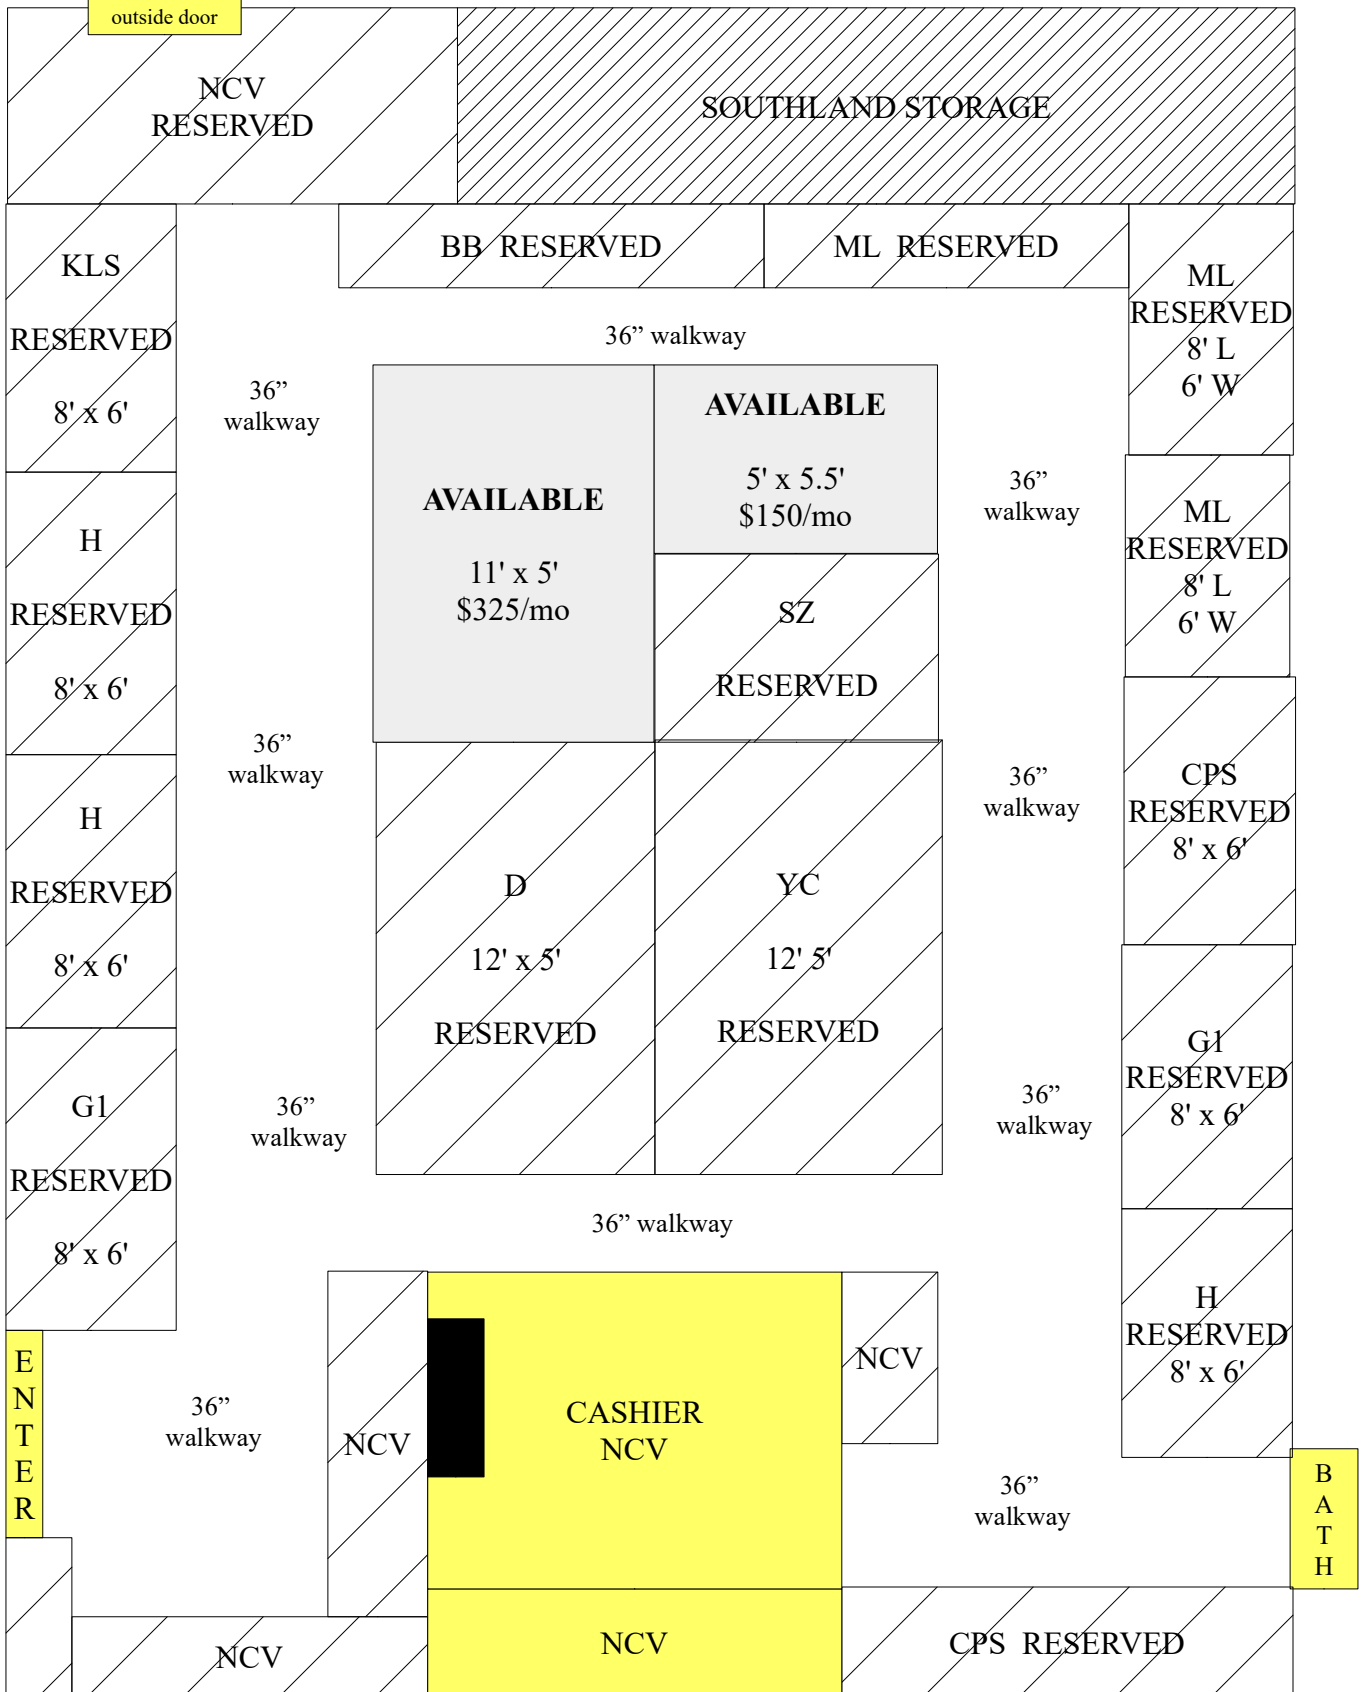 outside door
NCV
RESERVED
SOUTHLAND STORAGE
KLS
RESERVED
8' x 6'
BB RESERVED
ML RESERVED
ML
RESERVED
8' L
6' W
36” walkway
36”
walkway
AVAILABLE
11' x 5'
$325/mo
AVAILABLE
5' x 5.5'
$150/mo
36”
walkway
ML
RESERVED
8' L
6' W
H
RESERVED
8' x 6'
SZ
RESERVED
36”
walkway
36”
walkway
CPS
RESERVED
8' x 6'
H
RESERVED
8' x 6'
D
12' x 5'
RESERVED
YC
12' 5'
RESERVED
G1
RESERVED
8' x 6'
36”
walkway
36”
walkway
G1
RESERVED
8' x 6'
36” walkway
H
RESERVED
8' x 6'
E
N
T
E
R
36”
walkway
NCV
CASHIER
NCV
NCV
36”
walkway
B
A
T
H
NCV
NCV
CPS RESERVED